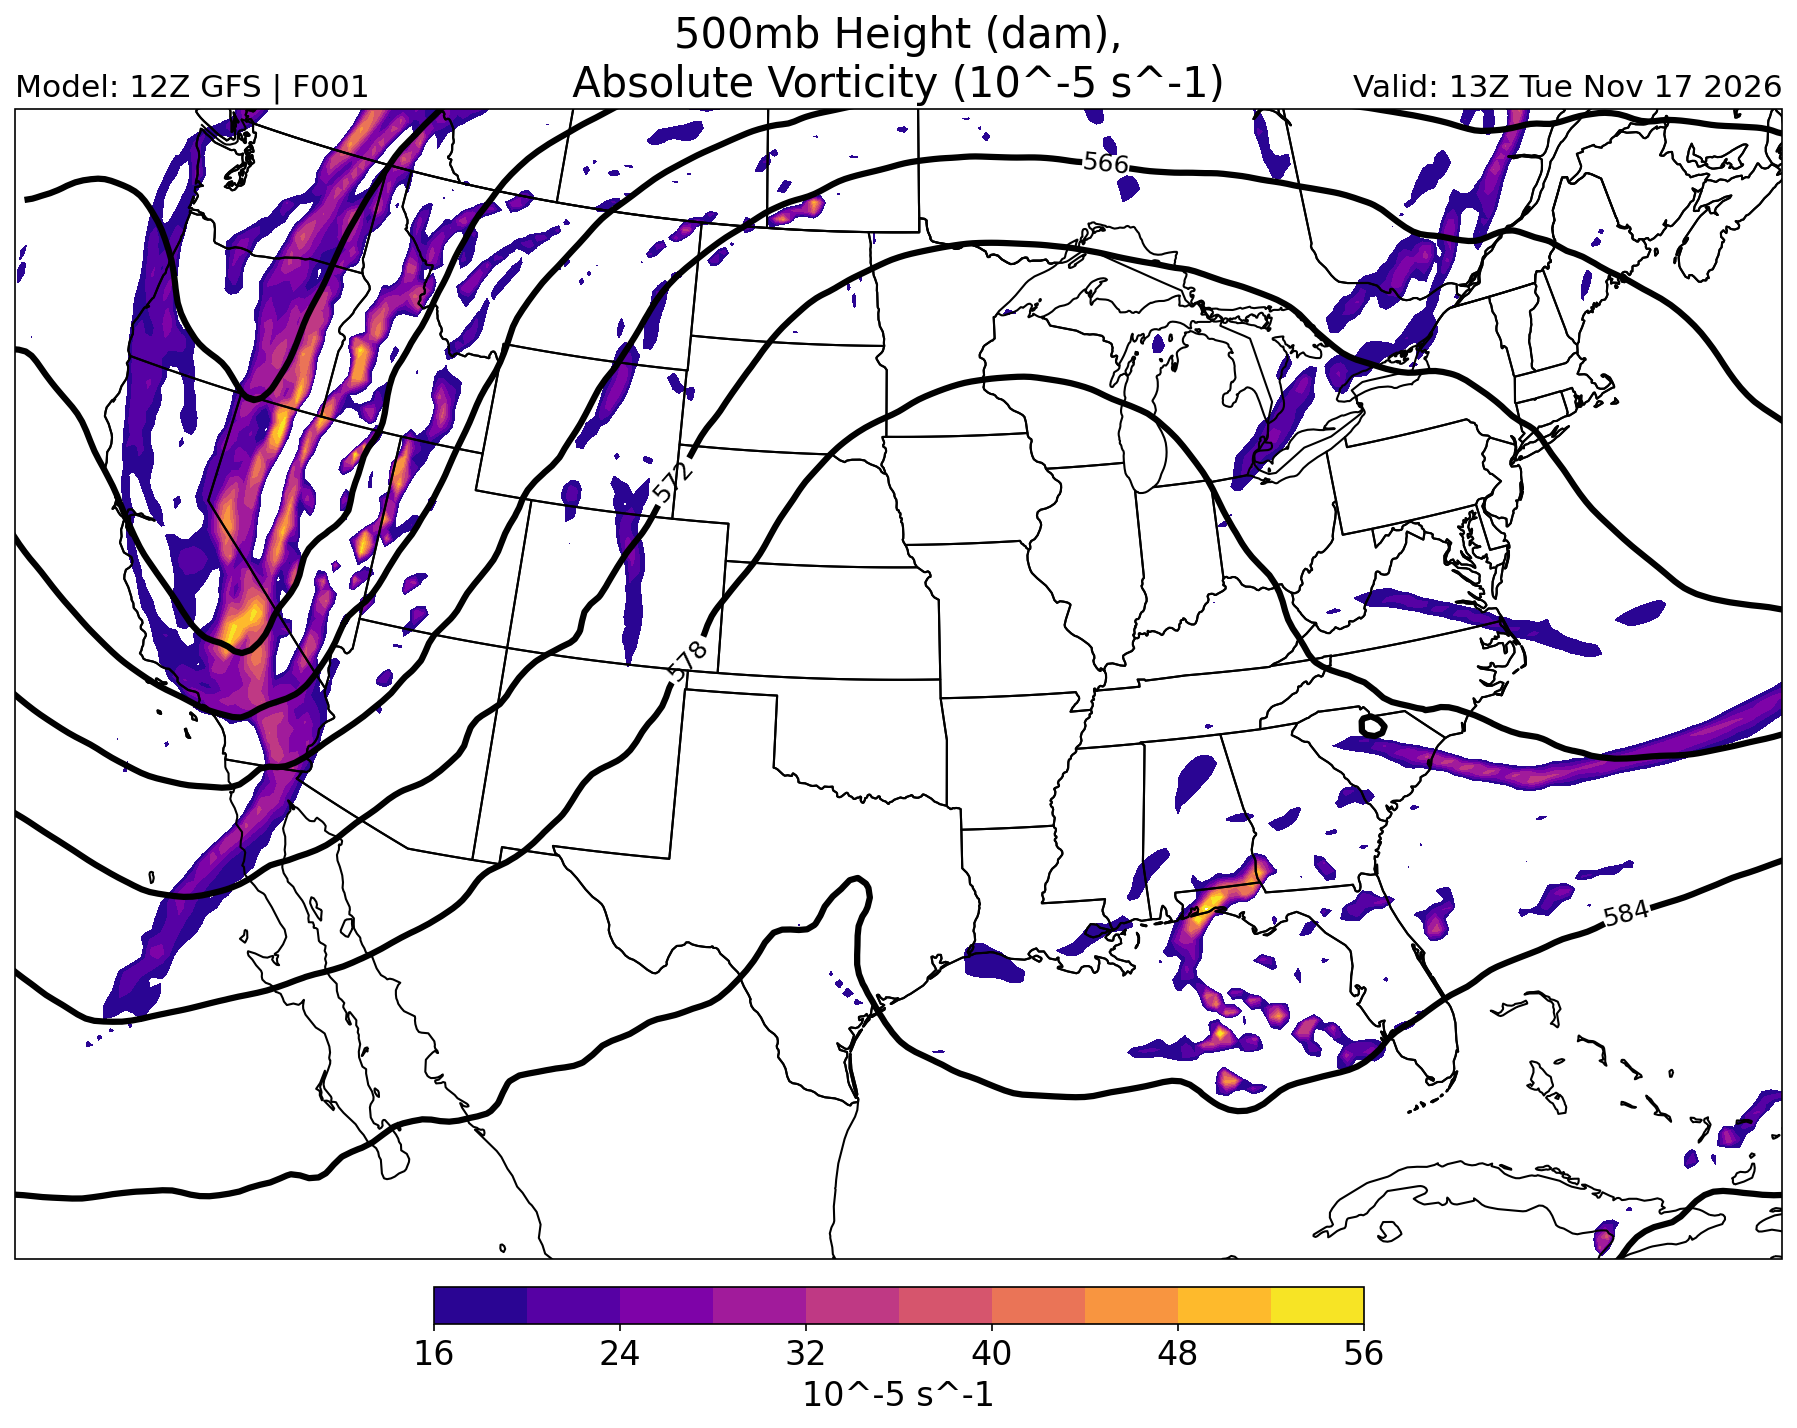 500mb Height (dam),
Model: 12Z GFS | F001
Absolute Vorticity (10^-5 s^-1)
Valid: 13Z Tue Nov 17 2026
566
572
578
584
16 24 32 40 48 56
10^-5 s^-1